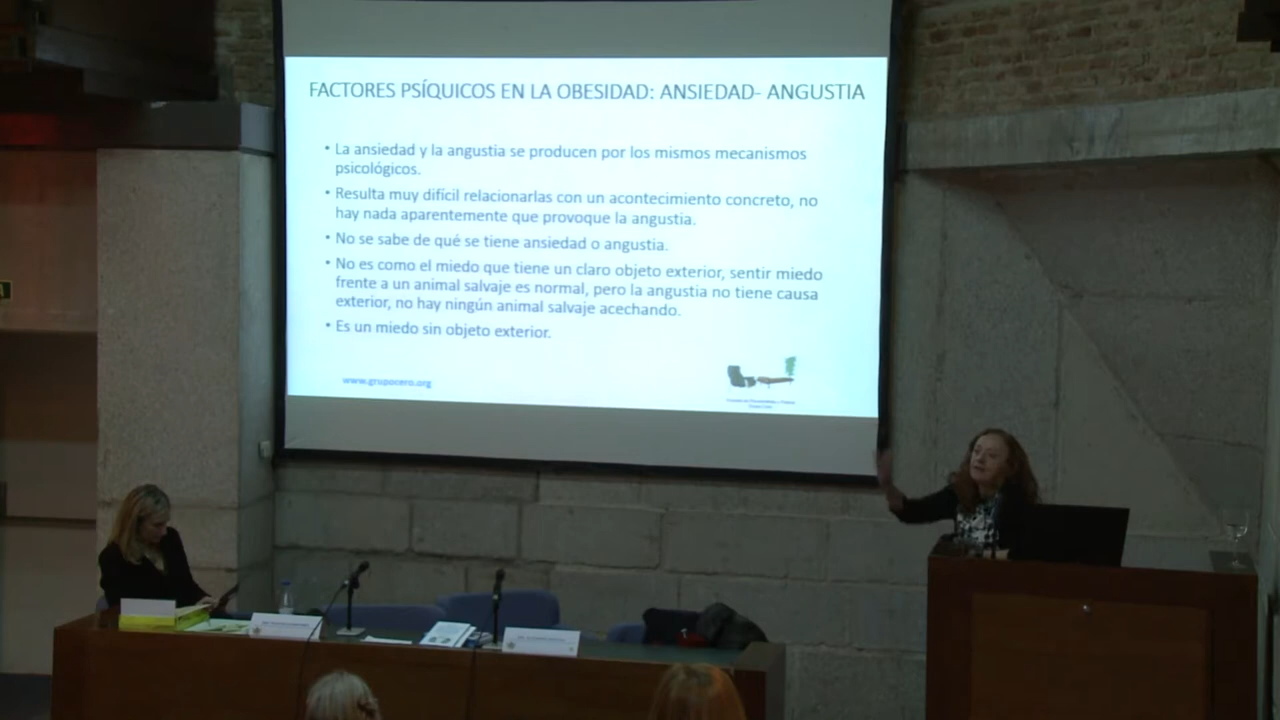 FACTORES PSÍQUICOS EN LA OBESIDAD: ANSIEDAD- ANGUSTIA
• La ansiedad y la angustia se producen por los mismos mecanismos
psicológicos.
• Resulta muy difícil relacionarlas con un acontecimiento concreto, no
hay nada aparentemente que provoque la angustia.
• No se sabe de qué se tiene ansiedad o angustia.
• No es como el miedo que tiene un claro objeto exterior, sentir miedo
frente a un animal salvaje es normal, pero la angustia no tiene causa
exterior, no hay ningún animal salvaje acechando.
• Es un miedo sin objeto exterior.
www.grupocero.org